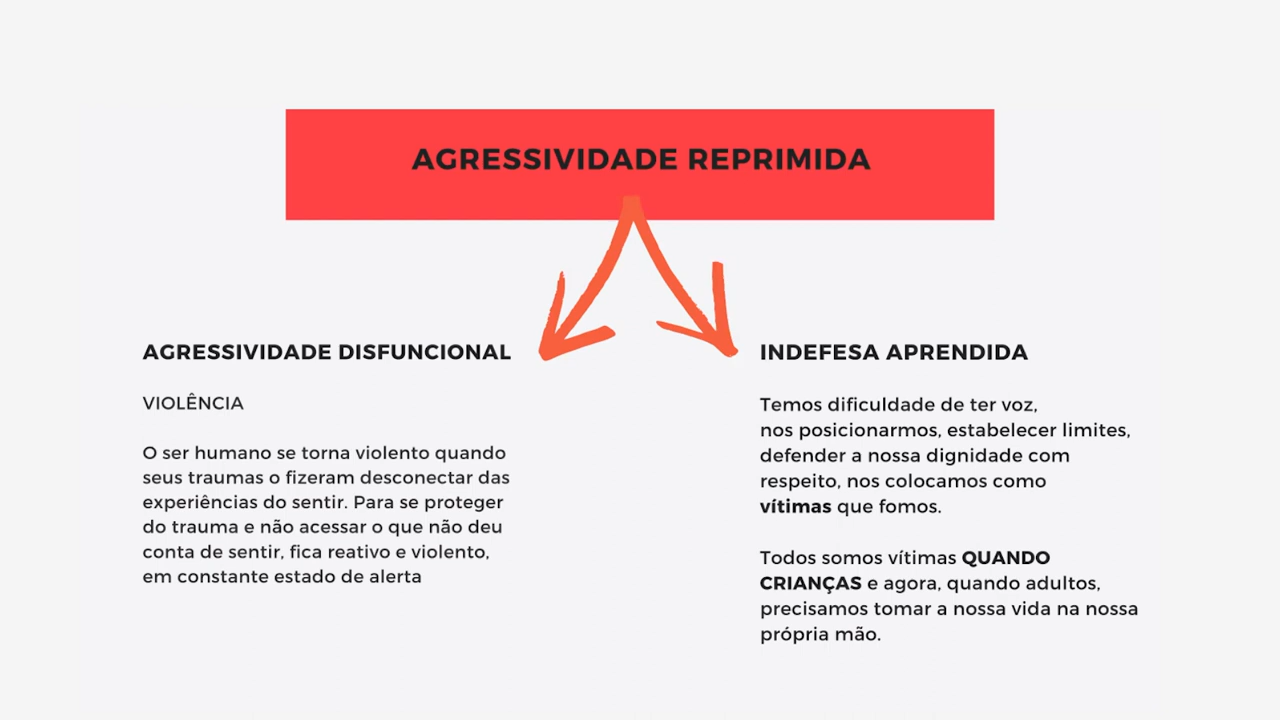 AGRESSIVIDADE REPRIMIDA
AGRESSIVIDADE DISFUNCIONAL
VIOLÊNCIA
O ser humano se torna violento quando
seus traumas o fizeram desconectar das
experiências do sentir. Para se proteger
do trauma e não acessar o que não deu
conta de sentir, fica reativo e violento,
em constante estado de alerta
INDEFESA APRENDIDA
Temos dificuldade de ter voz,
nos posicionarmos, estabelecer limites,
defender a nossa dignidade com
respeito, nos colocamos como
vítimas que fomos.
Todos somos vítimas QUANDO
CRIANÇAS e agora, quando adultos,
precisamos tomar a nossa vida na nossa
própria mão.